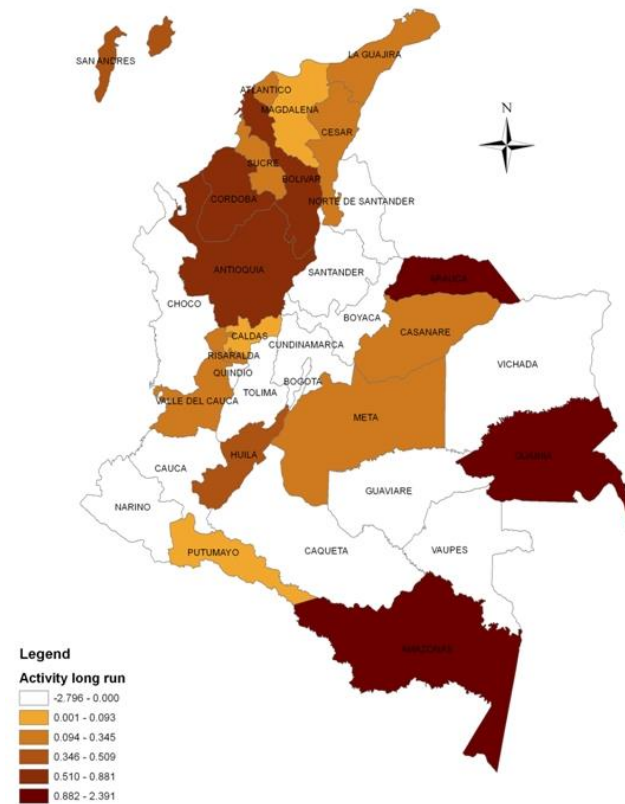 LA GUAJIRA
SAN ANDRES
ATLANTICO
MAGDALENA
CESAR
N
SUCRE
BOLIVAR
CORDOBA
NORTE DE SANTANDER
ANTIOQUIA
SANTANDER
ARAUCA
CHOCO
BOYACA
CALDAS
CUNDINAMARCA
CASANARE
RISARALDA
VICHADA
QUINDIO
BOGOTA
TOLIMA
VALLE DEL CAUCA
META
HUILA
GUAINIA
CAUCA
GUAVIARE
NARINO
PUTUMAYO
CAQUETA
VAUPES
AMAZONAS
Legend
Activity long run
-2.796 - 0.000
0.001 - 0.093
0.094 - 0.345
0.346 - 0.509
0.510 - 0.881
0.882 - 2.391